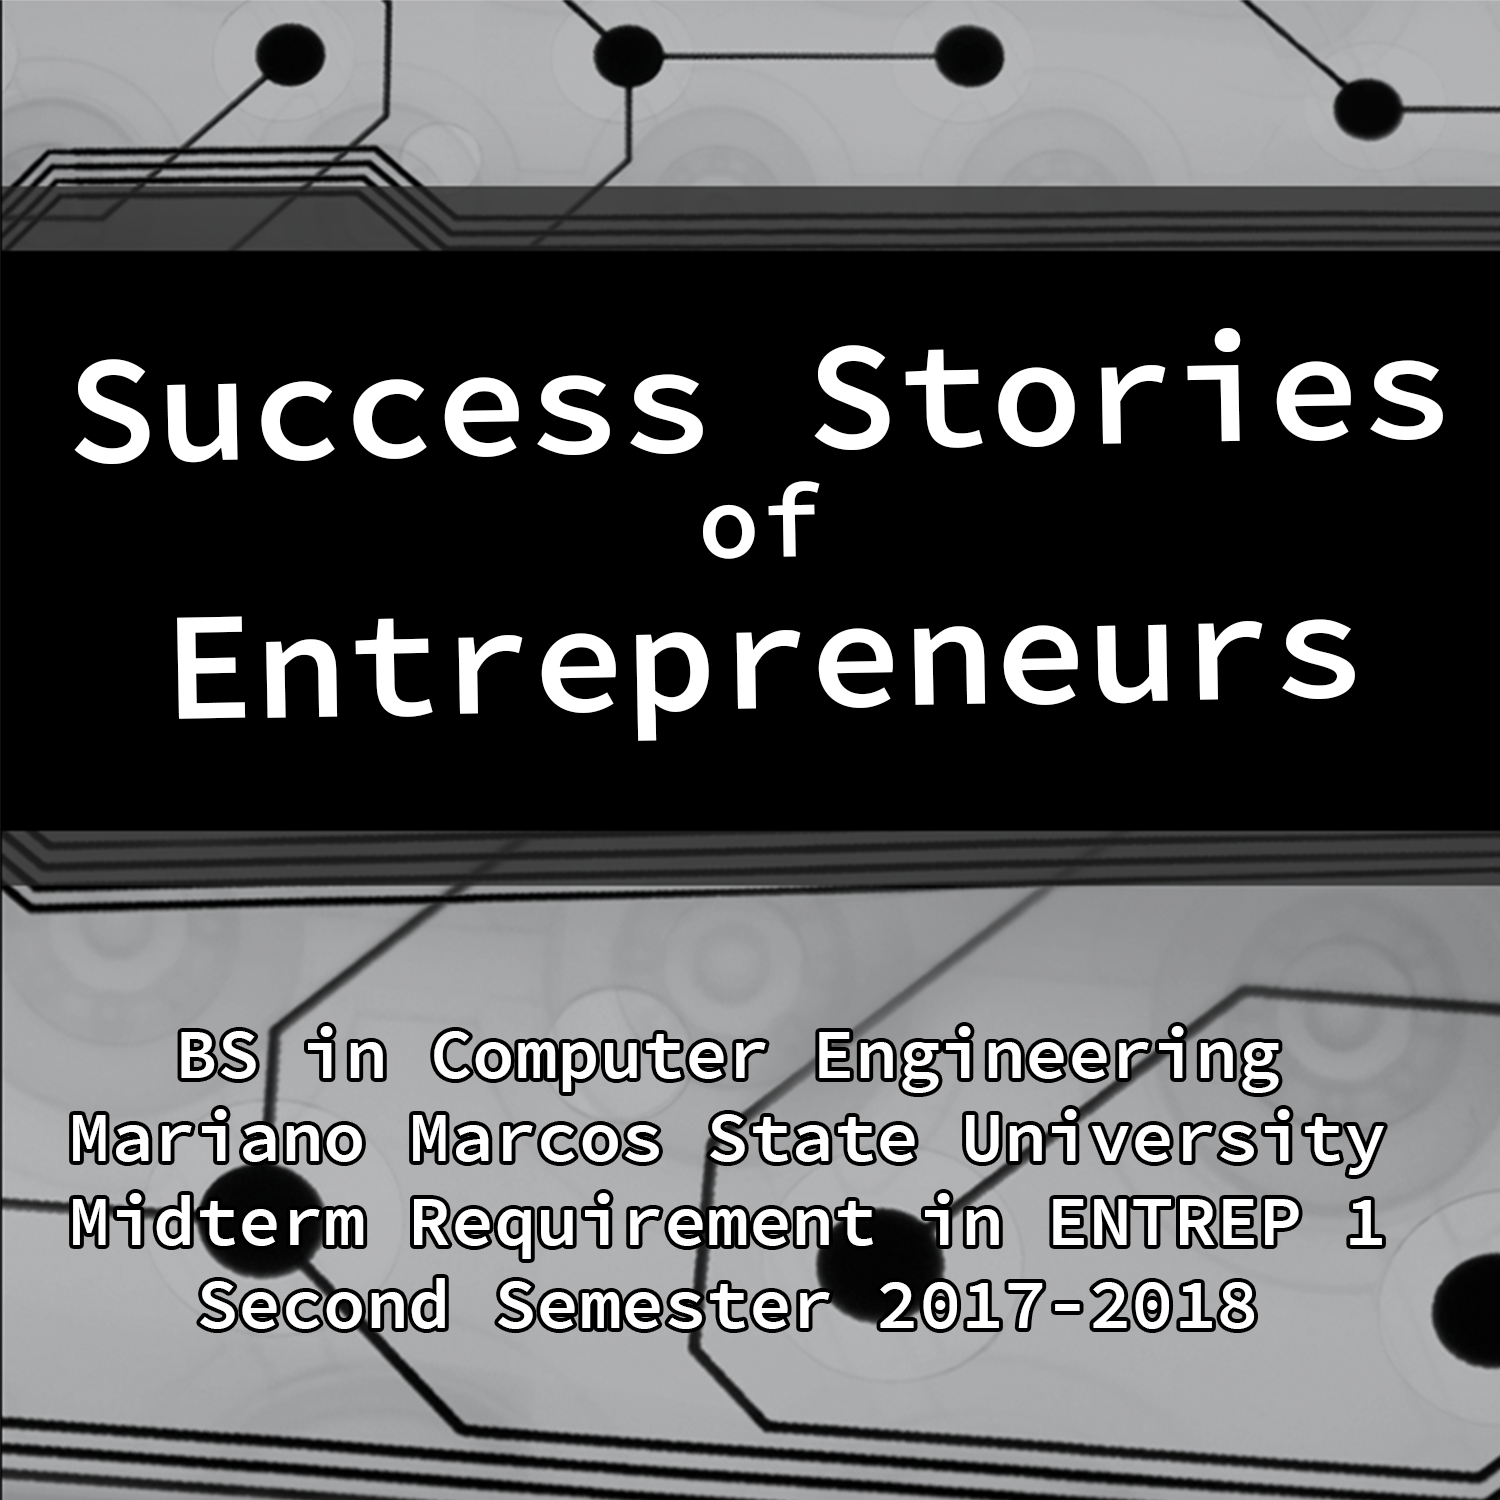 Success Stories
of
Entrepreneurs
BS in Computer Engineering
Mariano Marcos State University
Midterm Requirement in ENTREP 1
Second Semester 2017-2018